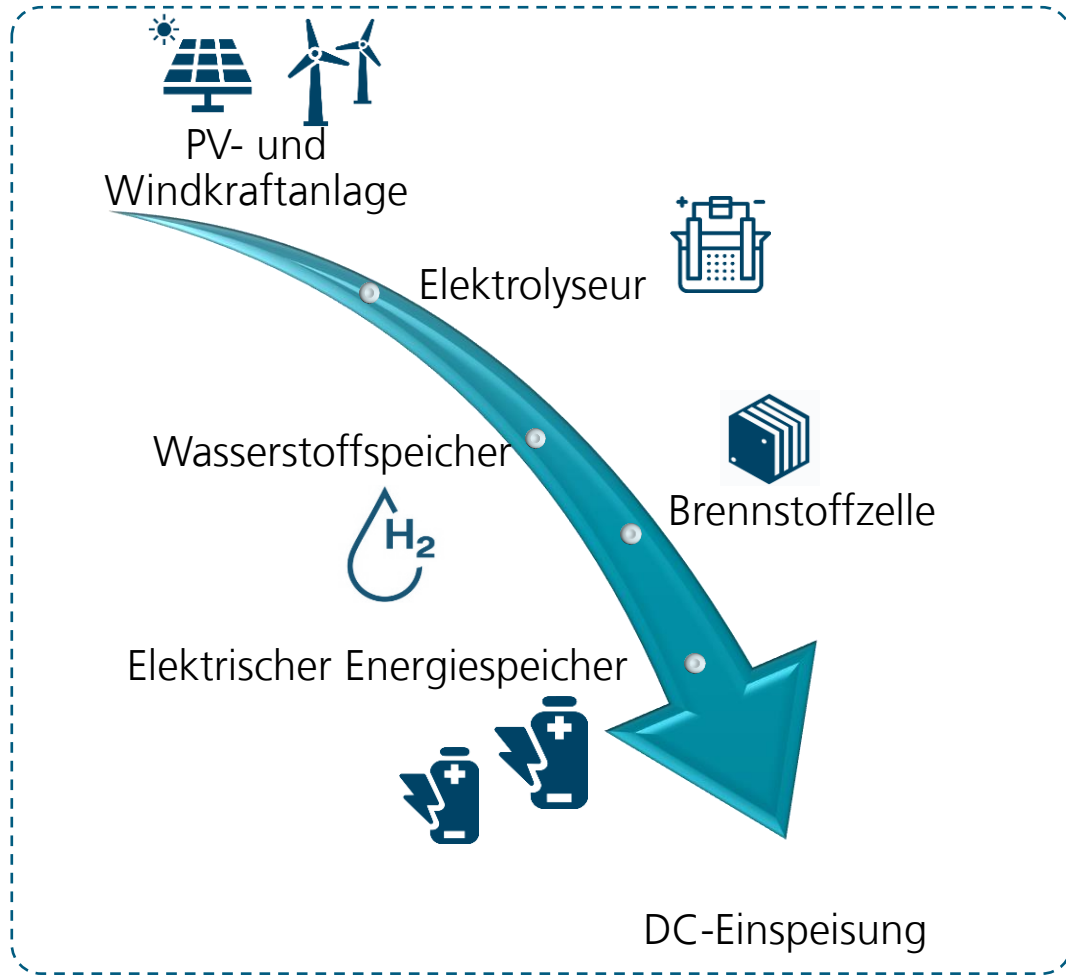 PV- und
Windkraftanlage
+ -
Elektrolyseur
Wasserstoffspeicher
H₂
Brennstoffzelle
Elektrischer Energiespeicher
+
-
+
-
DC-Einspeisung